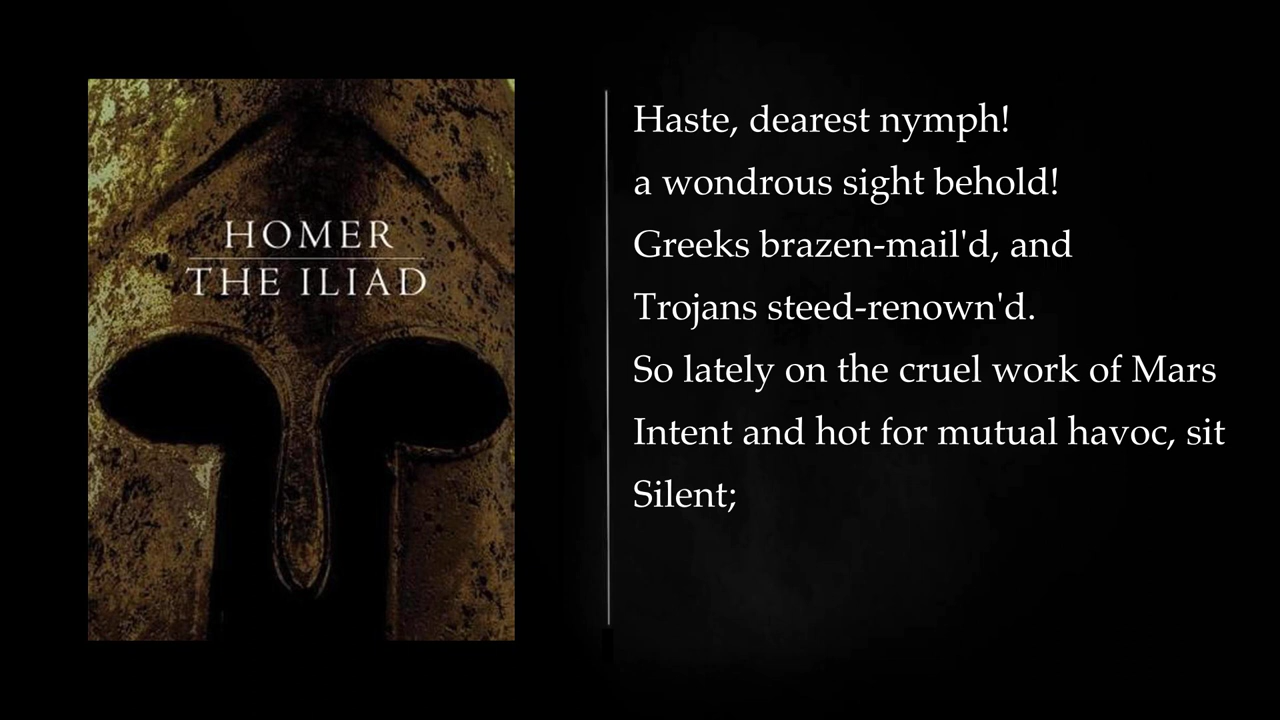 HOMER
THE ILIAD
Haste, dearest nymph!
a wondrous sight behold!
Greeks brazen-mail'd, and
Trojans steed-renown'd.
So lately on the cruel work of Mars
Intent and hot for mutual havoc, sit
Silent;